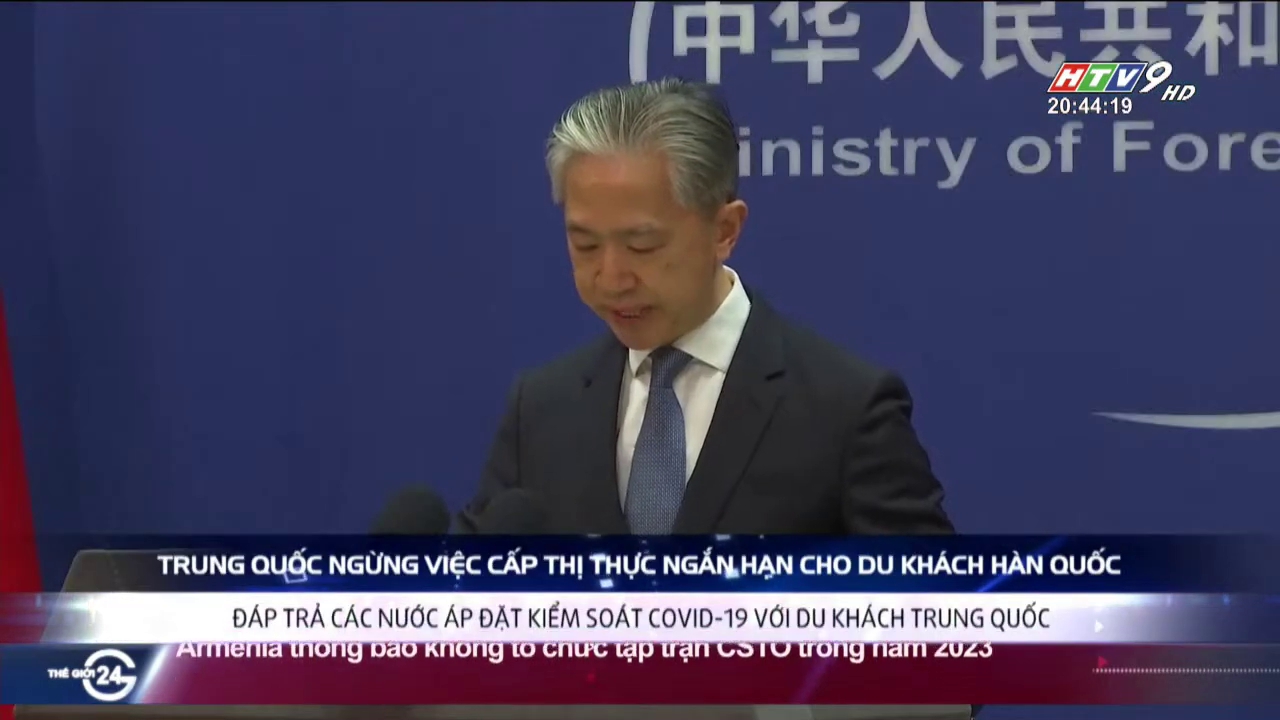 (中华人民共和
HTV9 HD
20:44:19
inistry of Fore
TRUNG QUỐC NGỪNG VIỆC CẤP THỊ THỰC NGẮN HẠN CHO DU KHÁCH HÀN QUỐC
ĐÁP TRẢ CÁC NƯỚC ÁP ĐẶT KIỂM SOÁT COVID-19 VỚI DU KHÁCH TRUNG QUỐC
Armenia thông báo không tổ chức tập trận CSTO trong năm 2023
THẾ GIỚI 24G